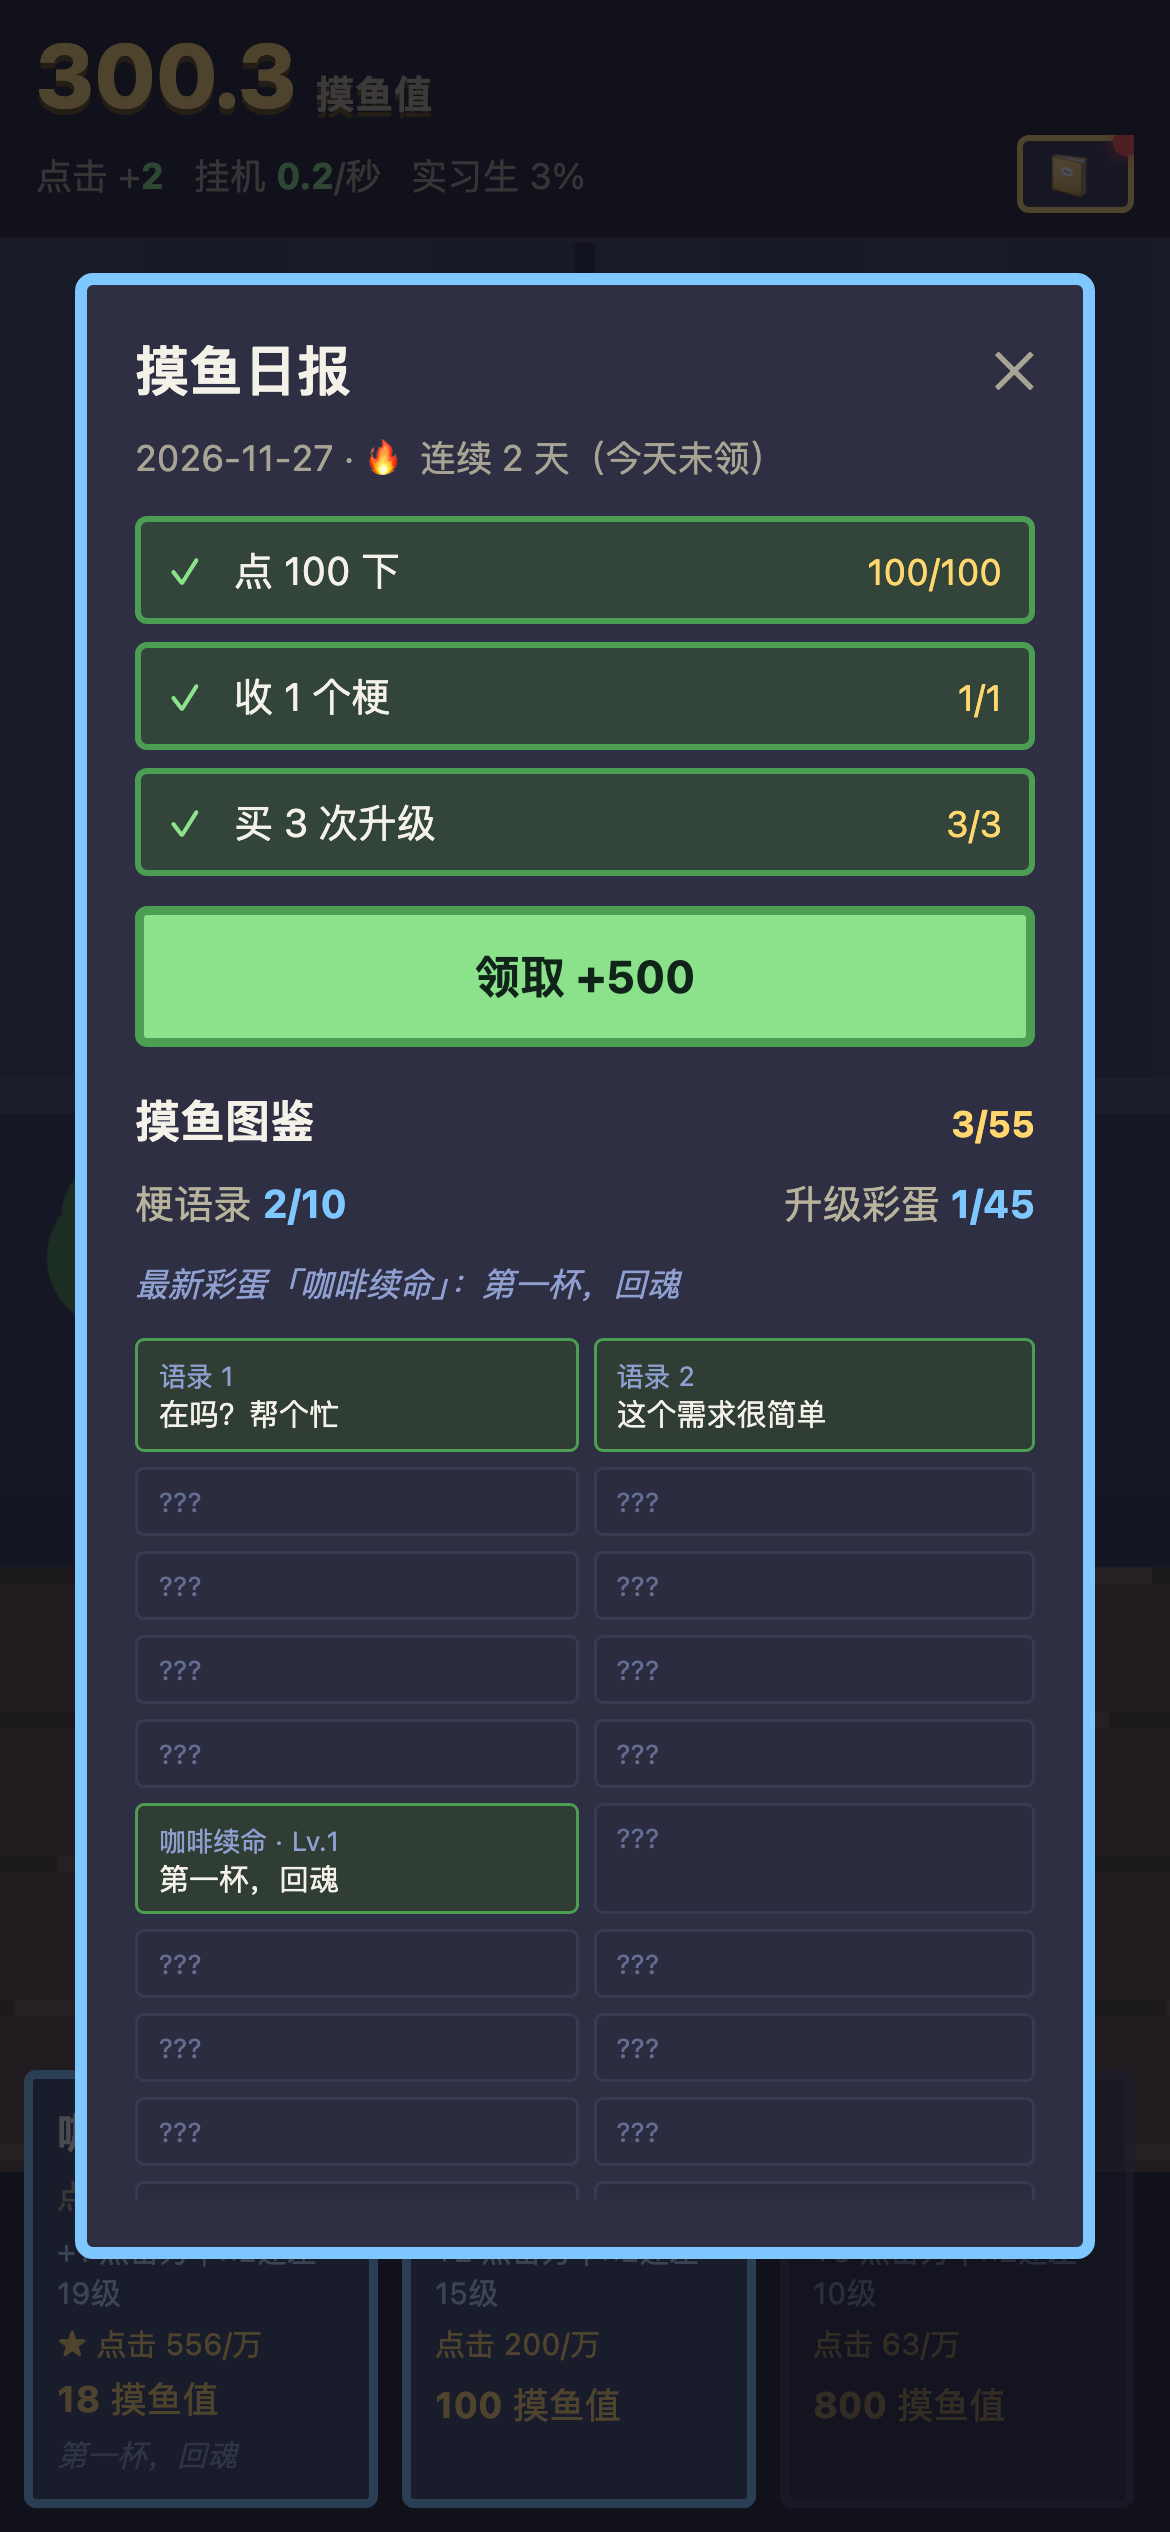 300.3 摸鱼值
点击 +2 挂机 0.2/秒 实习生 3%
摸鱼日报
2026-11-27 · 🔥 连续 2 天（今天未领）
✓ 点 100 下 100/100
✓ 收 1 个梗 1/1
✓ 买 3 次升级 3/3
领取 +500
摸鱼图鉴 3/55
梗语录 2/10 升级彩蛋 1/45
最新彩蛋「咖啡续命」：第一杯，回魂
语录 1
在吗？帮个忙
语录 2
这个需求很简单
??? ???
??? ???
??? ???
??? ???
咖啡续命 · Lv.1
第一杯，回魂
???
??? ???
??? ???
??? ???
19级
★ 点击 556/万
18 摸鱼值
第一杯，回魂
15级
点击 200/万
100 摸鱼值
10级
点击 63/万
800 摸鱼值